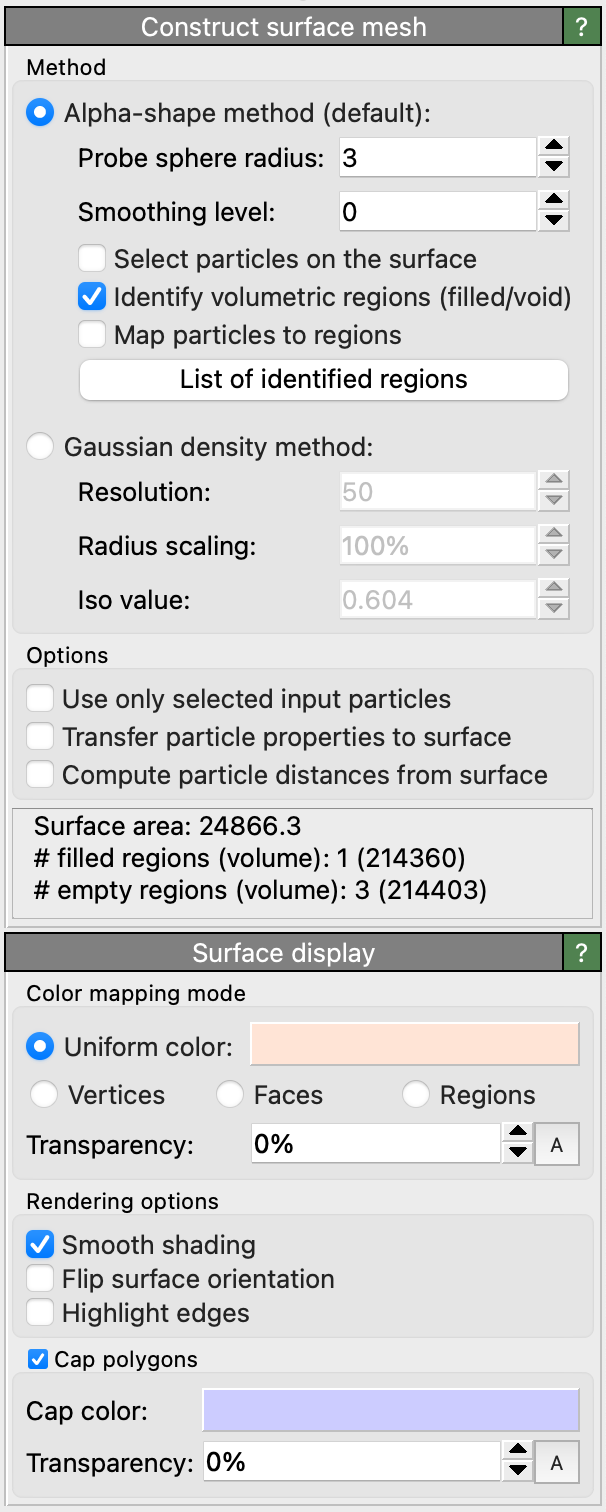 Construct surface mesh ?
Method
Alpha-shape method (default):
Probe sphere radius: 3
Smoothing level: 0
Select particles on the surface
Identify volumetric regions (filled/void)
Map particles to regions
List of identified regions
Gaussian density method:
Resolution: 50
Radius scaling: 100%
Iso value: 0.604
Options
Use only selected input particles
Transfer particle properties to surface
Compute particle distances from surface
Surface area: 24866.3
# filled regions (volume): 1 (214360)
# empty regions (volume): 3 (214403)
Surface display ?
Color mapping mode
Uniform color:
Vertices Faces Regions
Transparency: 0% A
Rendering options
Smooth shading
Flip surface orientation
Highlight edges
Cap polygons
Cap color:
Transparency: 0% A